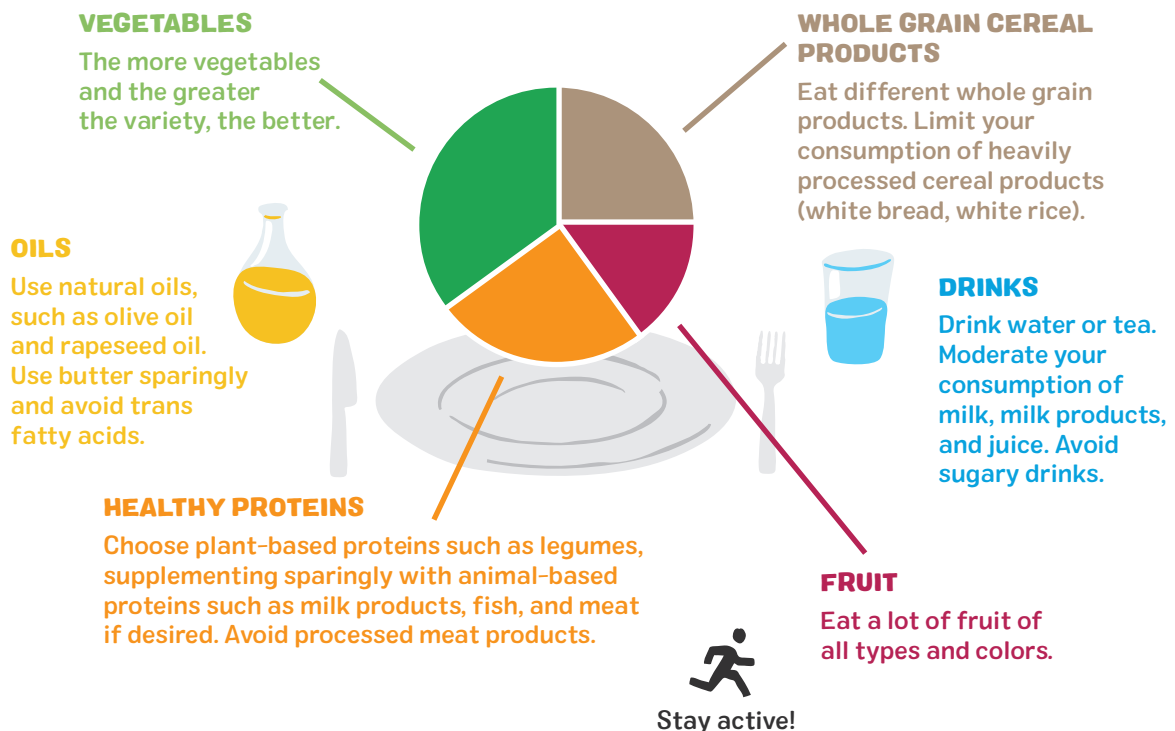 VEGETABLES
The more vegetables
and the greater
the variety, the better.
WHOLE GRAIN CEREAL
PRODUCTS
Eat different whole grain
products. Limit your
consumption of heavily
processed cereal products
(white bread, white rice).
OILS
Use natural oils,
such as olive oil
and rapeseed oil.
Use butter sparingly
and avoid trans
fatty acids.
DRINKS
Drink water or tea.
Moderate your
consumption of
milk, milk products,
and juice. Avoid
sugary drinks.
HEALTHY PROTEINS
Choose plant-based proteins such as legumes,
supplementing sparingly with animal-based
proteins such as milk products, fish, and meat
if desired. Avoid processed meat products.
FRUIT
Eat a lot of fruit of
all types and colors.
Stay active!